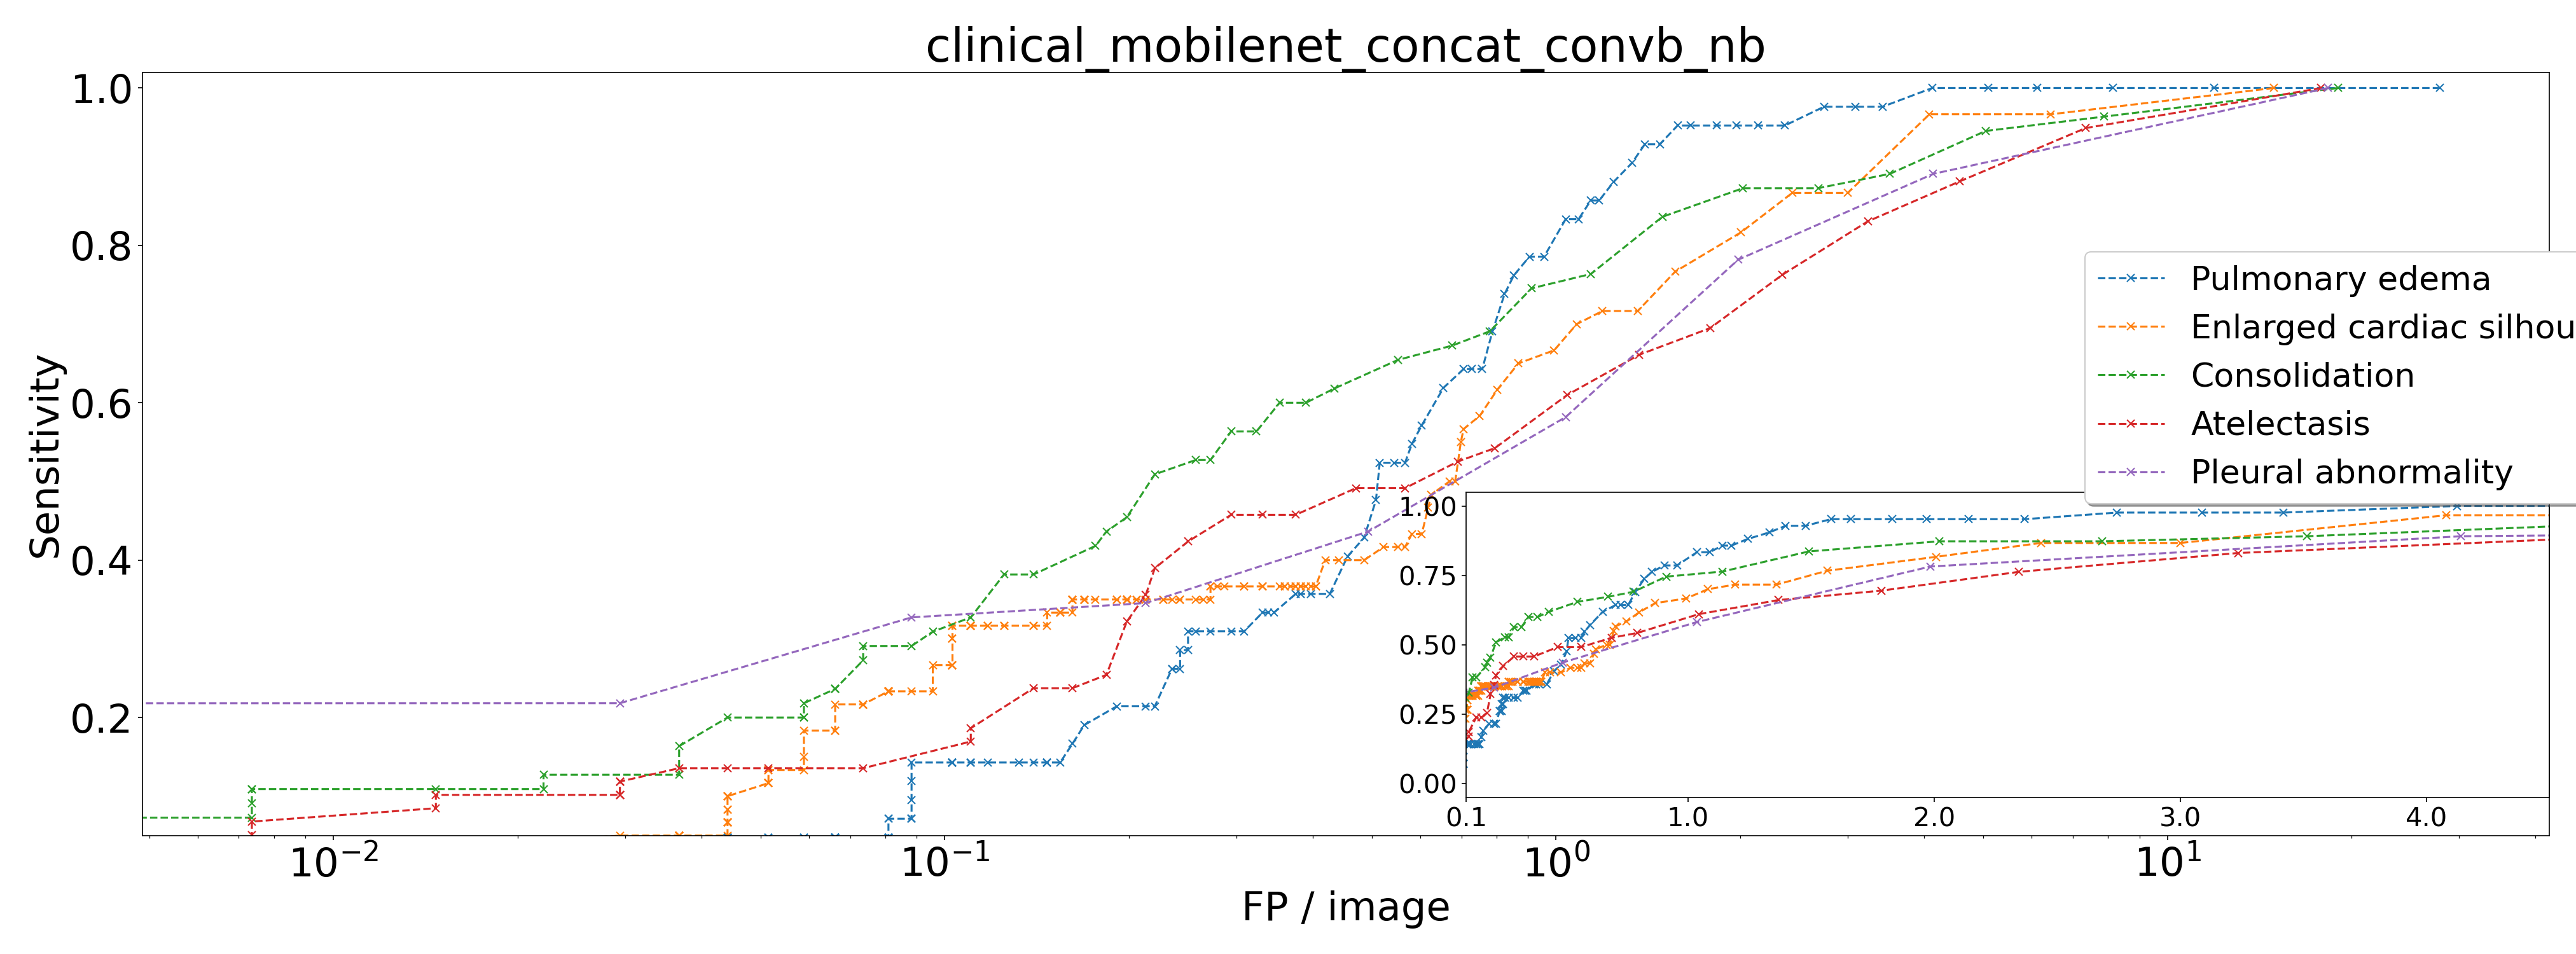 clinical_mobilenet_concat_convb_nb
1.0
0.8
0.6
0.4
0.2
Sensitivity
10⁻²
10⁻¹
10⁰
10¹
FP / image
Pulmonary edema
Enlarged cardiac silhou
Consolidation
Atelectasis
Pleural abnormality
1.00
0.75
0.50
0.25
0.00
0.1
1.0
2.0
3.0
4.0